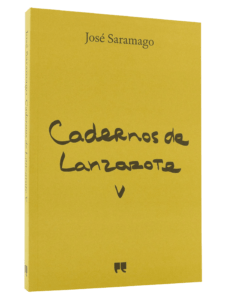 José Saramago
Cadernos de
Lanzarote
V